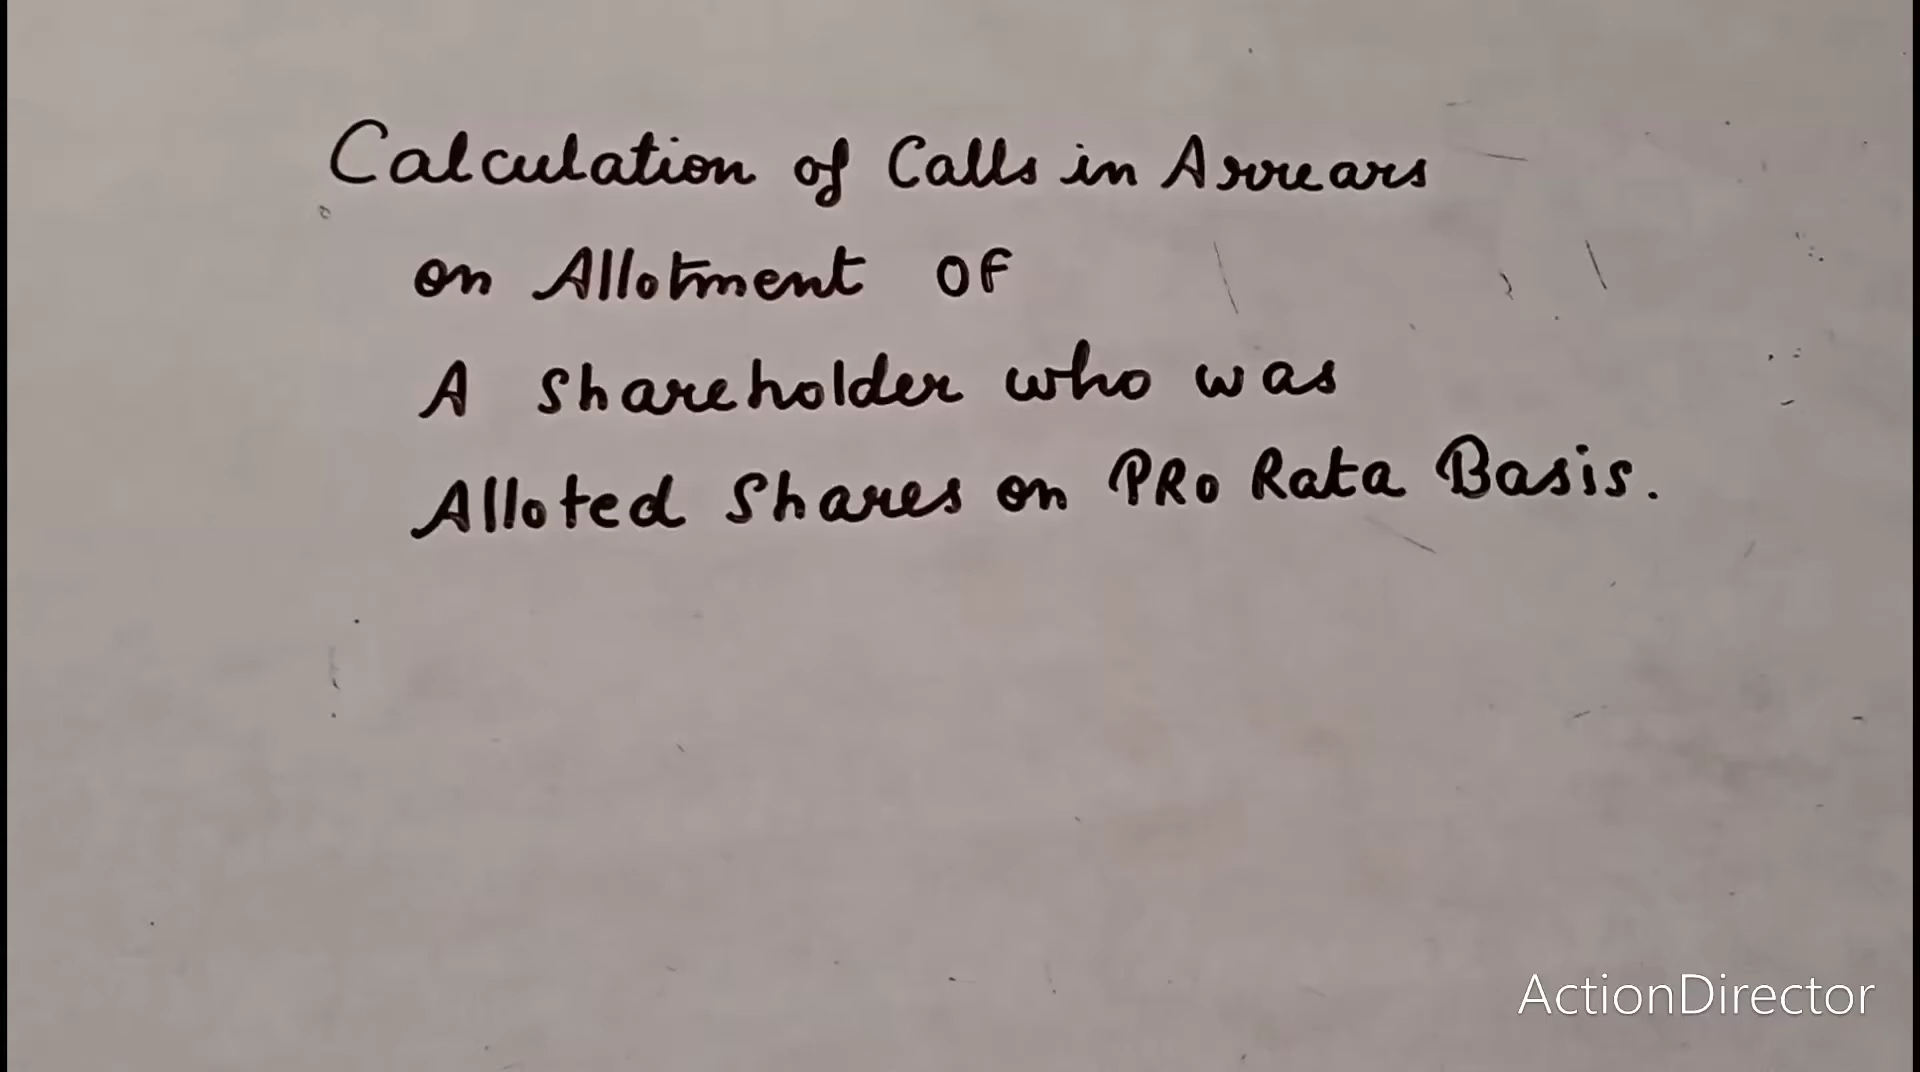 Calculation of Calls in Arrears
on Allotment OF
A shareholder who was
Alloted Shares on PRo Rata Basis.
ActionDirector